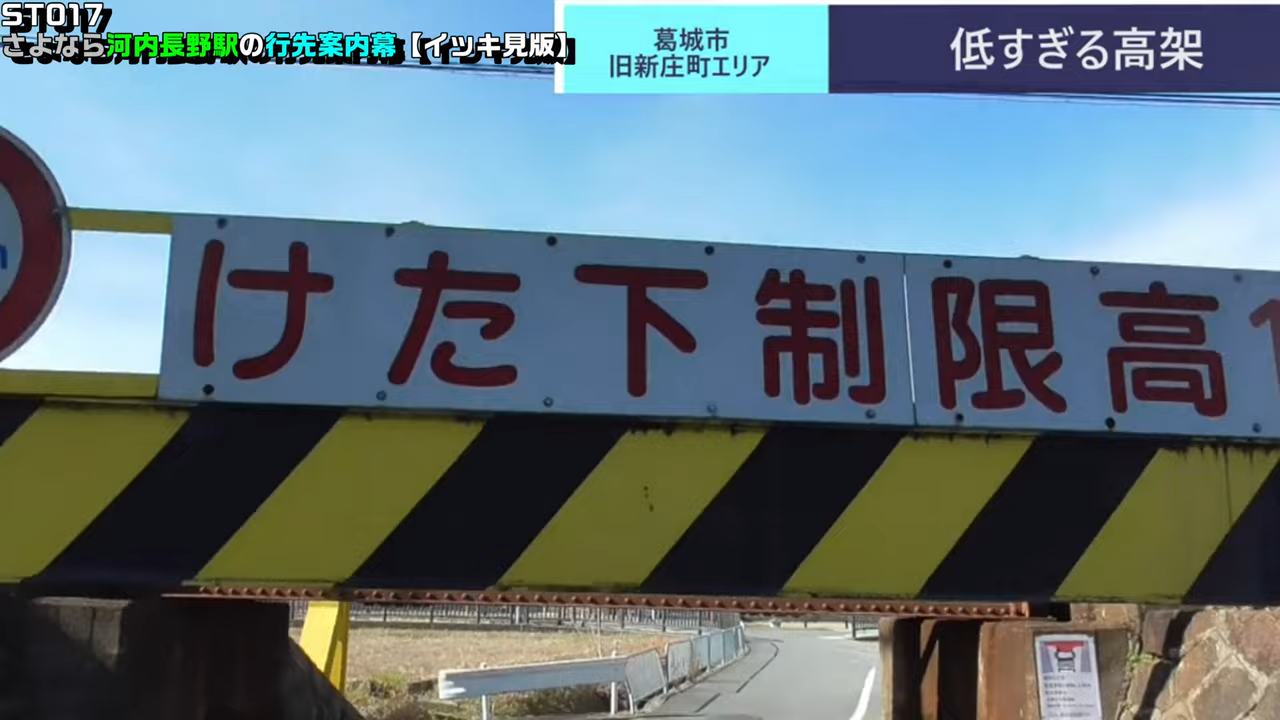 ST017
さよなら河内長野駅の行先案内幕【イツキ見版】
葛城市
旧新庄町エリア
低すぎる高架
けた下制限高1